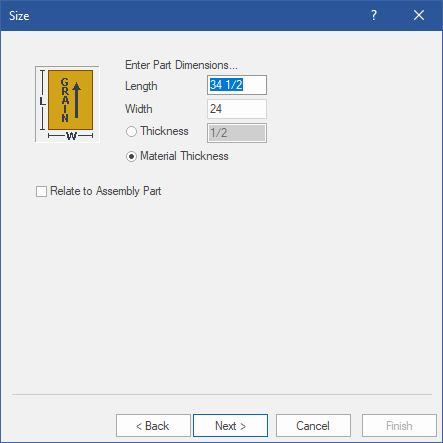 Size ?
Enter Part Dimensions...
Length 34 1/2
Width 24
Thickness 1/2
Material Thickness
L
GRAIN
W
Relate to Assembly Part
< Back Next > Cancel Finish